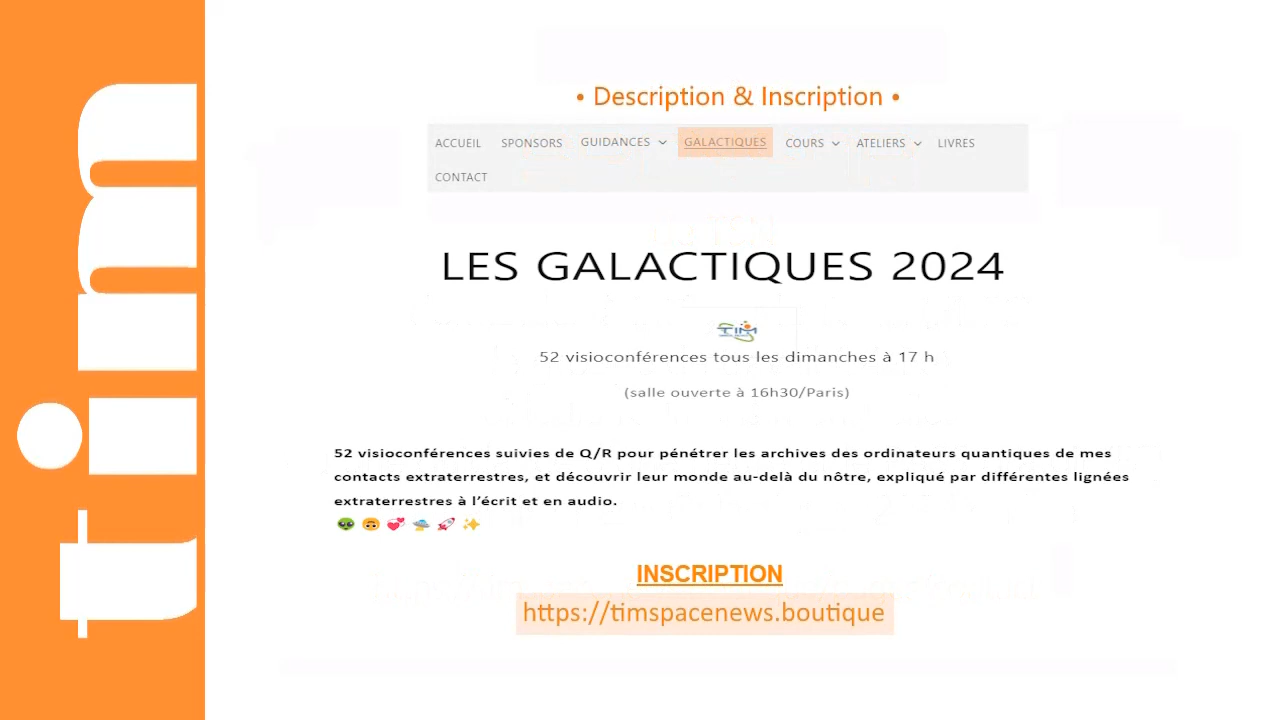 tim
• Description & Inscription •
ACCUEIL SPONSORS GUIDANCES GALACTIQUES COURS ATELIERS LIVRES
CONTACT
LES GALACTIQUES 2024
TIM
52 visioconférences tous les dimanches à 17 h
(salle ouverte à 16h30/Paris)
52 visioconférences suivies de Q/R pour pénétrer les archives des ordinateurs quantiques de mes
contacts extraterrestres, et découvrir leur monde au-delà du nôtre, expliqué par différentes lignées
extraterrestres à l’écrit et en audio.
INSCRIPTION
https://timspacenews.boutique